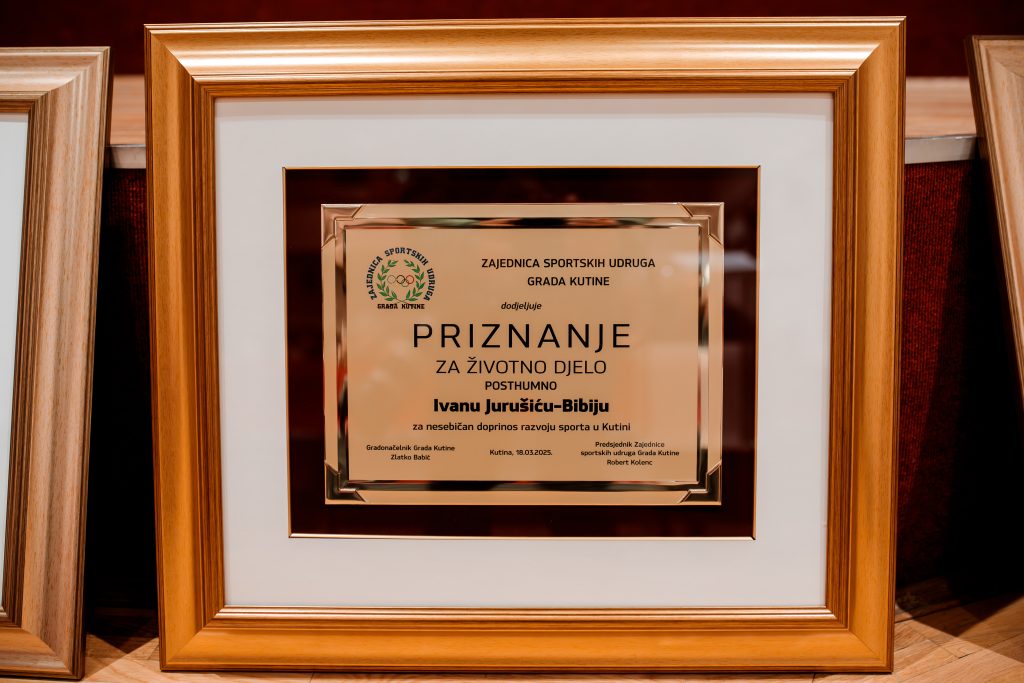 ZAJEDNICA SPORTSKIH UDRUGA
GRADA KUTINE
ZAJEDNICA SPORTSKIH UDRUGA
GRADA KUTINE
dodjeljuje
PRIZNANJE
ZA ŽIVOTNO DJELO
POSTHUMNO
Ivanu Jurušiću-Bibiju
za nesebičan doprinos razvoju sporta u Kutini
Gradonačelnik Grada Kutine
Zlatko Babić
Kutina, 18.03.2025.
Predsjednik Zajednice
sportskih udruga Grada Kutine
Robert Kolenc